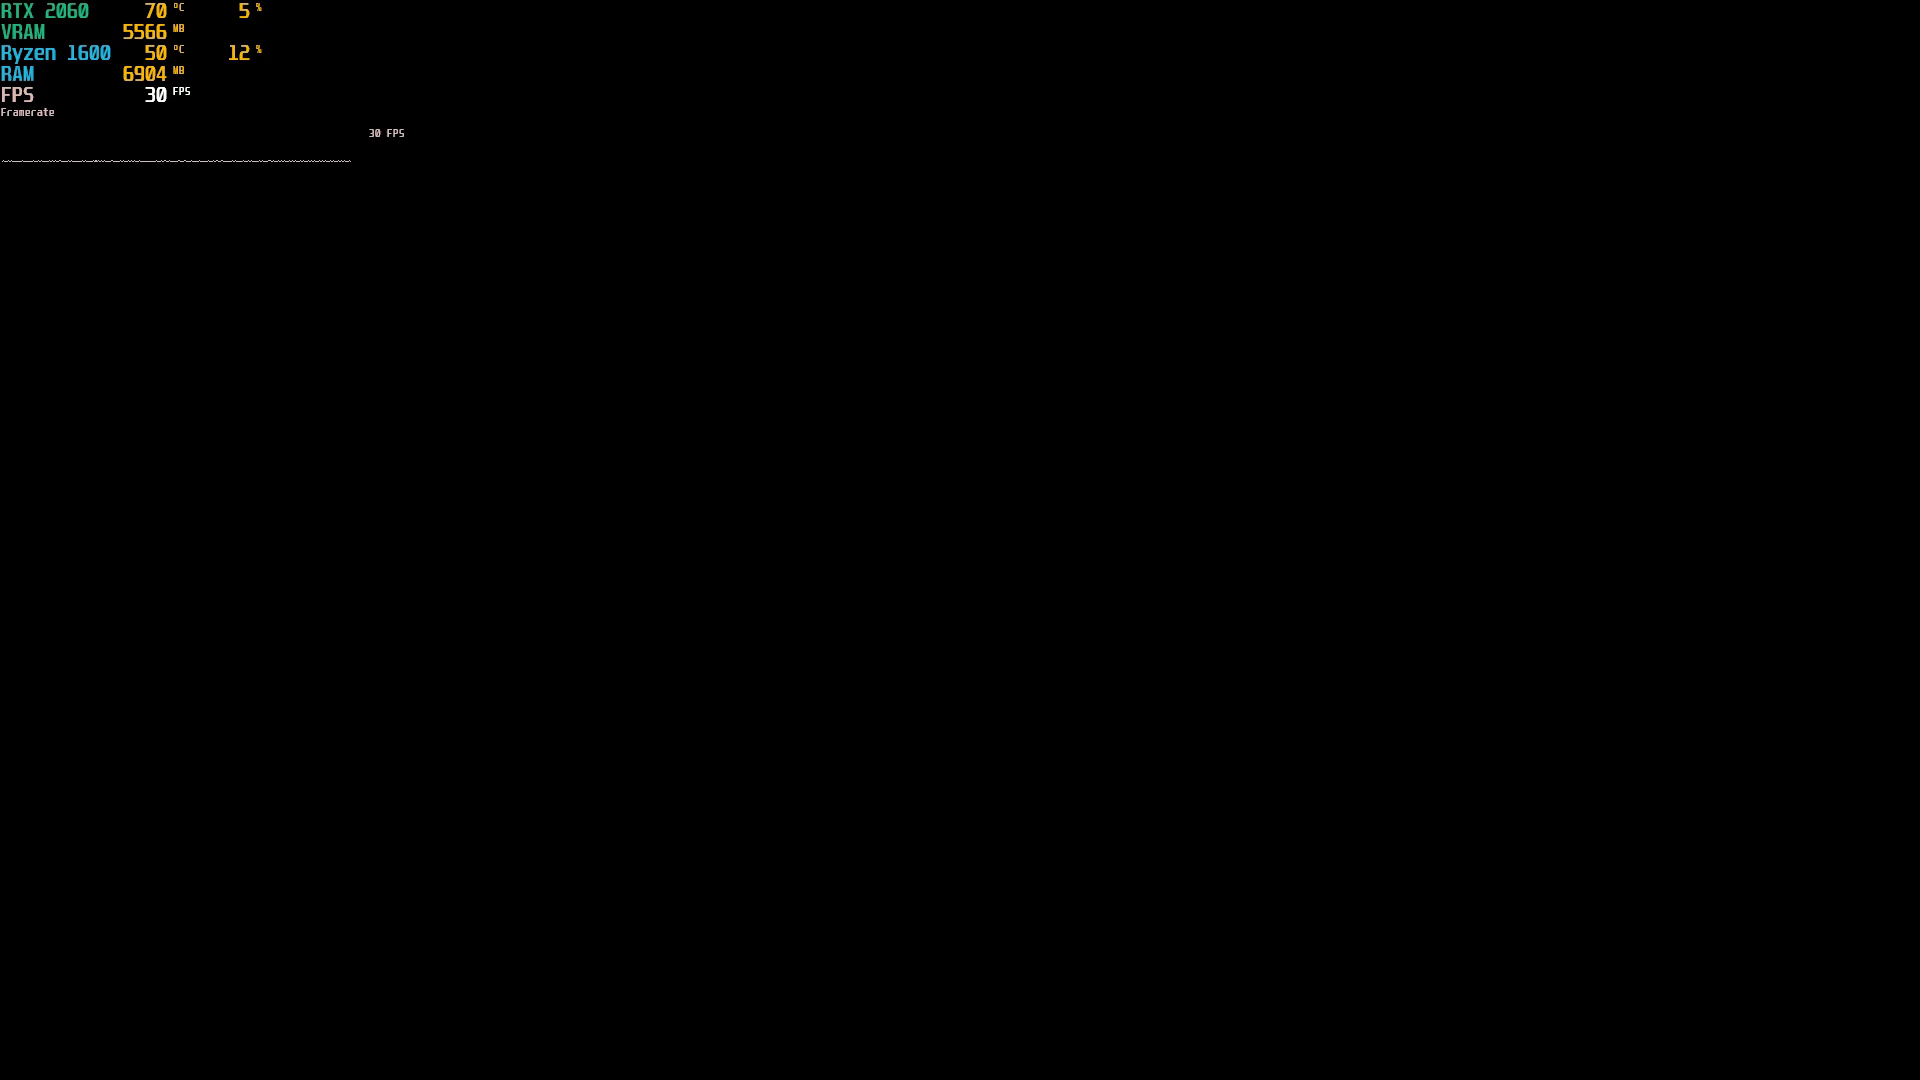 RTX 2060 70 °C 5 %
VRAM 5566 MB
Ryzen 1600 50 °C 12 %
RAM 6904 MB
FPS 30 FPS
Framerate
30 FPS